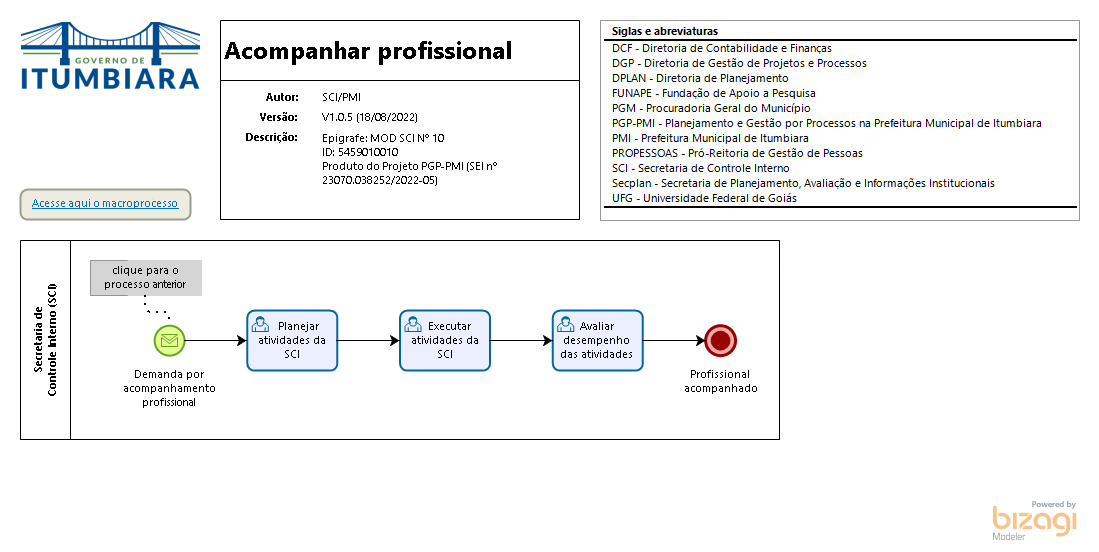 GOVERNO DE
ITUMBIARA
Acesse aqui o macroprocesso
Acompanhar profissional
Autor: SCI/PMI
Versão: V1.0.5 (18/08/2022)
Descrição: Epigrafe: MOD SCI Nº 10
ID: 5459010010
Produto do Projeto PGP-PMI (SEI nº
23070.038252/2022-05)
Siglas e abreviaturas
DCF - Diretoria de Contabilidade e Finanças
DGP - Diretoria de Gestão de Projetos e Processos
DPLAN - Diretoria de Planejamento
FUNAPE - Fundação de Apoio a Pesquisa
PGM - Procuradoria Geral do Município
PGP-PMI - Planejamento e Gestão por Processos na Prefeitura Municipal de Itumbiara
PMI - Prefeitura Municipal de Itumbiara
PROPESSOAS - Pró-Reitoria de Gestão de Pessoas
SCI - Secretaria de Controle Interno
Secplan - Secretaria de Planejamento, Avaliação e Informações Institucionais
UFG - Universidade Federal de Goiás
Secretaria de
Controle Interno (SCI)
clique para o
processo anterior
Demanda por
acompanhamento
profissional
Planejar
atividades da
SCI
Executar
atividades da
SCI
Avaliar
desempenho
das atividades
Profissional
acompanhado
Powered by
bizagi
Modeler